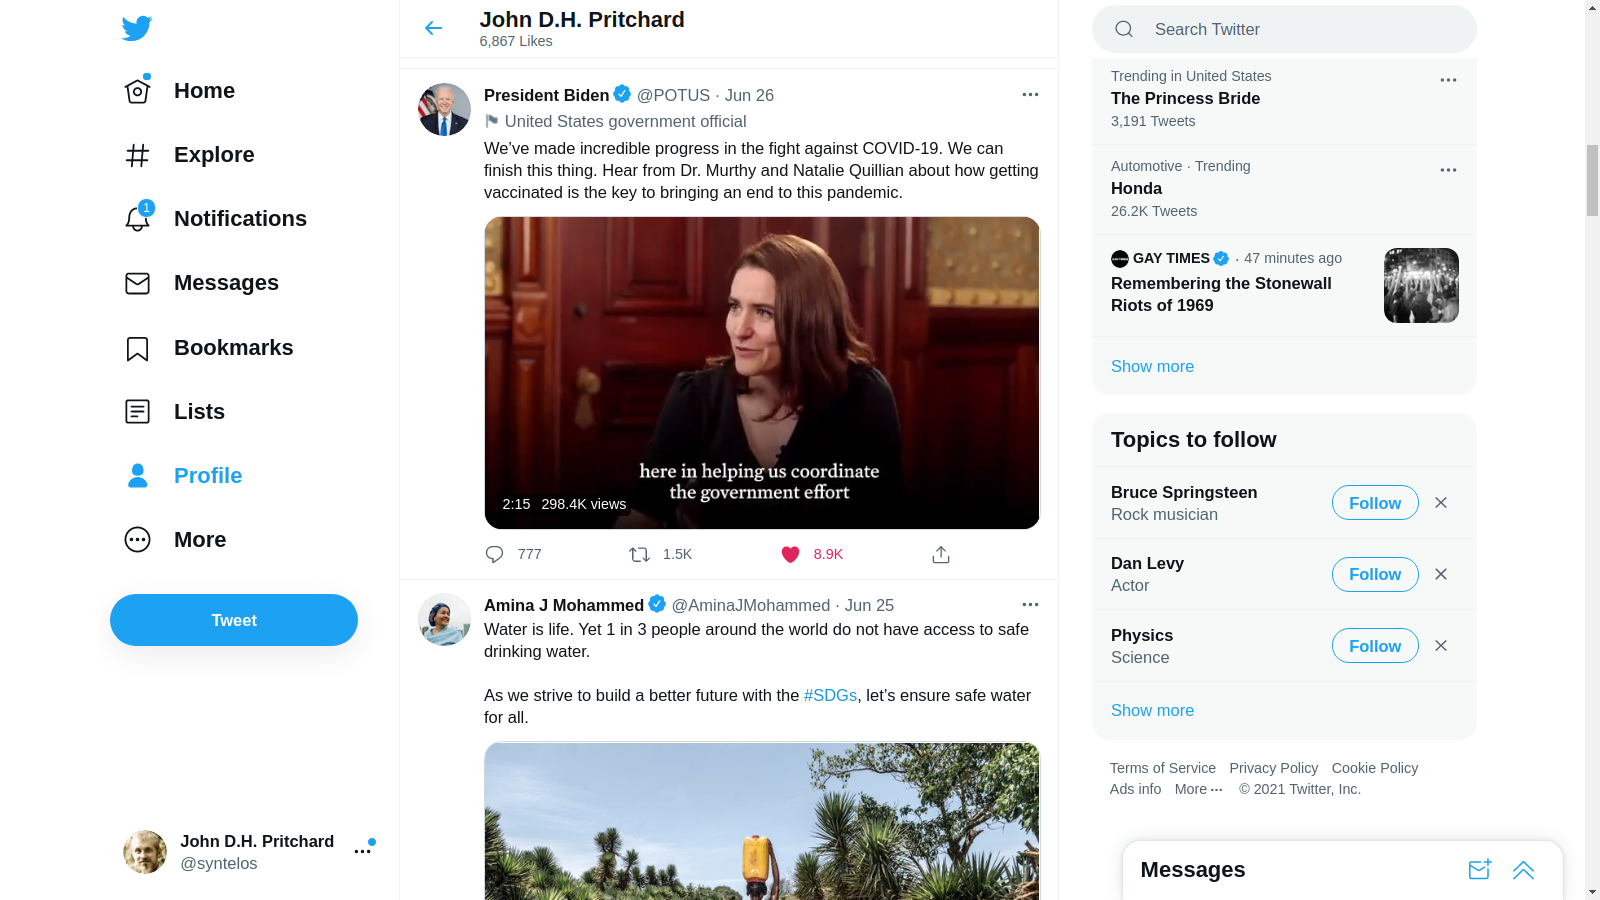 Home
Explore
1
Notifications
Messages
Bookmarks
Lists
Profile
More
Tweet
John D.H. Pritchard
@syntelos
John D.H. Pritchard
6,867 Likes
President Biden @POTUS · Jun 26
United States government official
We’ve made incredible progress in the fight against COVID-19. We can
finish this thing. Hear from Dr. Murthy and Natalie Quillian about how getting
vaccinated is the key to bringing an end to this pandemic.
here in helping us coordinate
the government effort
2:15 298.4K views
777 1.5K 8.9K
Amina J Mohammed @AminaJMohammed · Jun 25
Water is life. Yet 1 in 3 people around the world do not have access to safe
drinking water.
As we strive to build a better future with the #SDGs, let’s ensure safe water
for all.
Search Twitter
Trending in United States
The Princess Bride
3,191 Tweets
Automotive · Trending
Honda
26.2K Tweets
GAY TIMES · 47 minutes ago
Remembering the Stonewall
Riots of 1969
Show more
Topics to follow
Bruce Springsteen
Rock musician
Follow
Dan Levy
Actor
Follow
Physics
Science
Follow
Show more
Terms of Service Privacy Policy Cookie Policy
Ads info More ··· © 2021 Twitter, Inc.
Messages